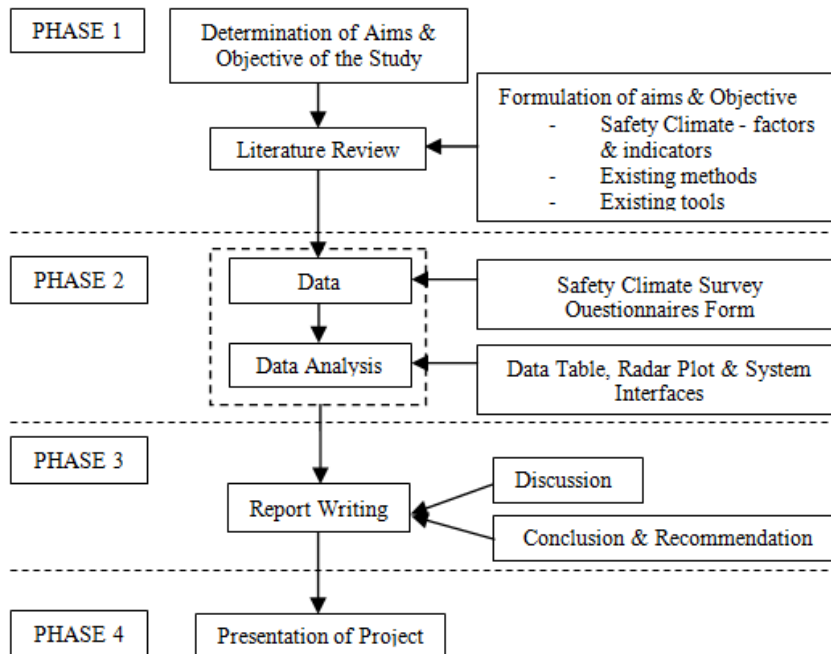 PHASE 1
Determination of Aims &
Objective of the Study
Formulation of aims & Objective
- Safety Climate - factors
& indicators
- Existing methods
- Existing tools
Literature Review
PHASE 2
Data
Safety Climate Survey
Ouestionnaires Form
Data Analysis
Data Table, Radar Plot & System
Interfaces
PHASE 3
Discussion
Report Writing
Conclusion & Recommendation
PHASE 4
Presentation of Project